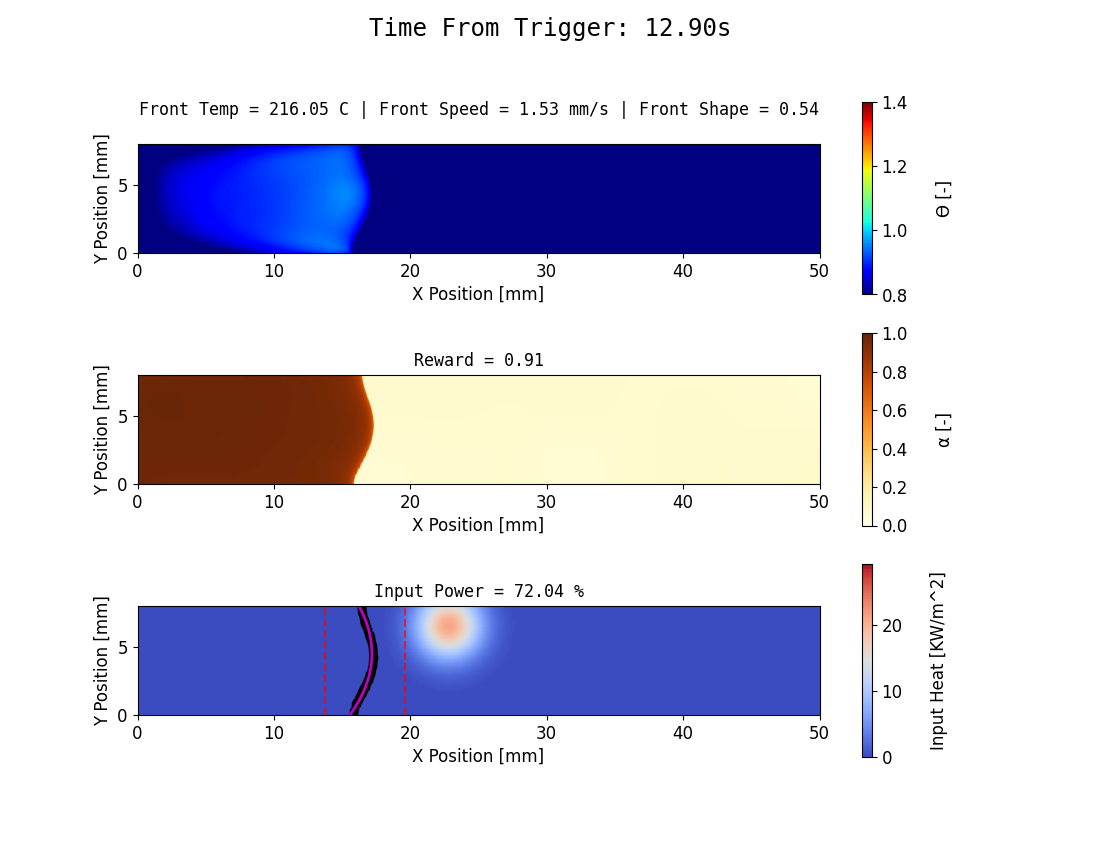 Time From Trigger: 12.90s
Front Temp = 216.05 C | Front Speed = 1.53 mm/s | Front Shape = 0.54
Y Position [mm]
5
0
0 10 20 30 40 50
X Position [mm]
1.4
1.2
1.0
0.8
Θ [-]
Reward = 0.91
Y Position [mm]
5
0
0 10 20 30 40 50
X Position [mm]
1.0
0.8
0.6
0.4
0.2
0.0
α [-]
Input Power = 72.04 %
Y Position [mm]
5
0
0 10 20 30 40 50
X Position [mm]
20
10
0
Input Heat [KW/m^2]